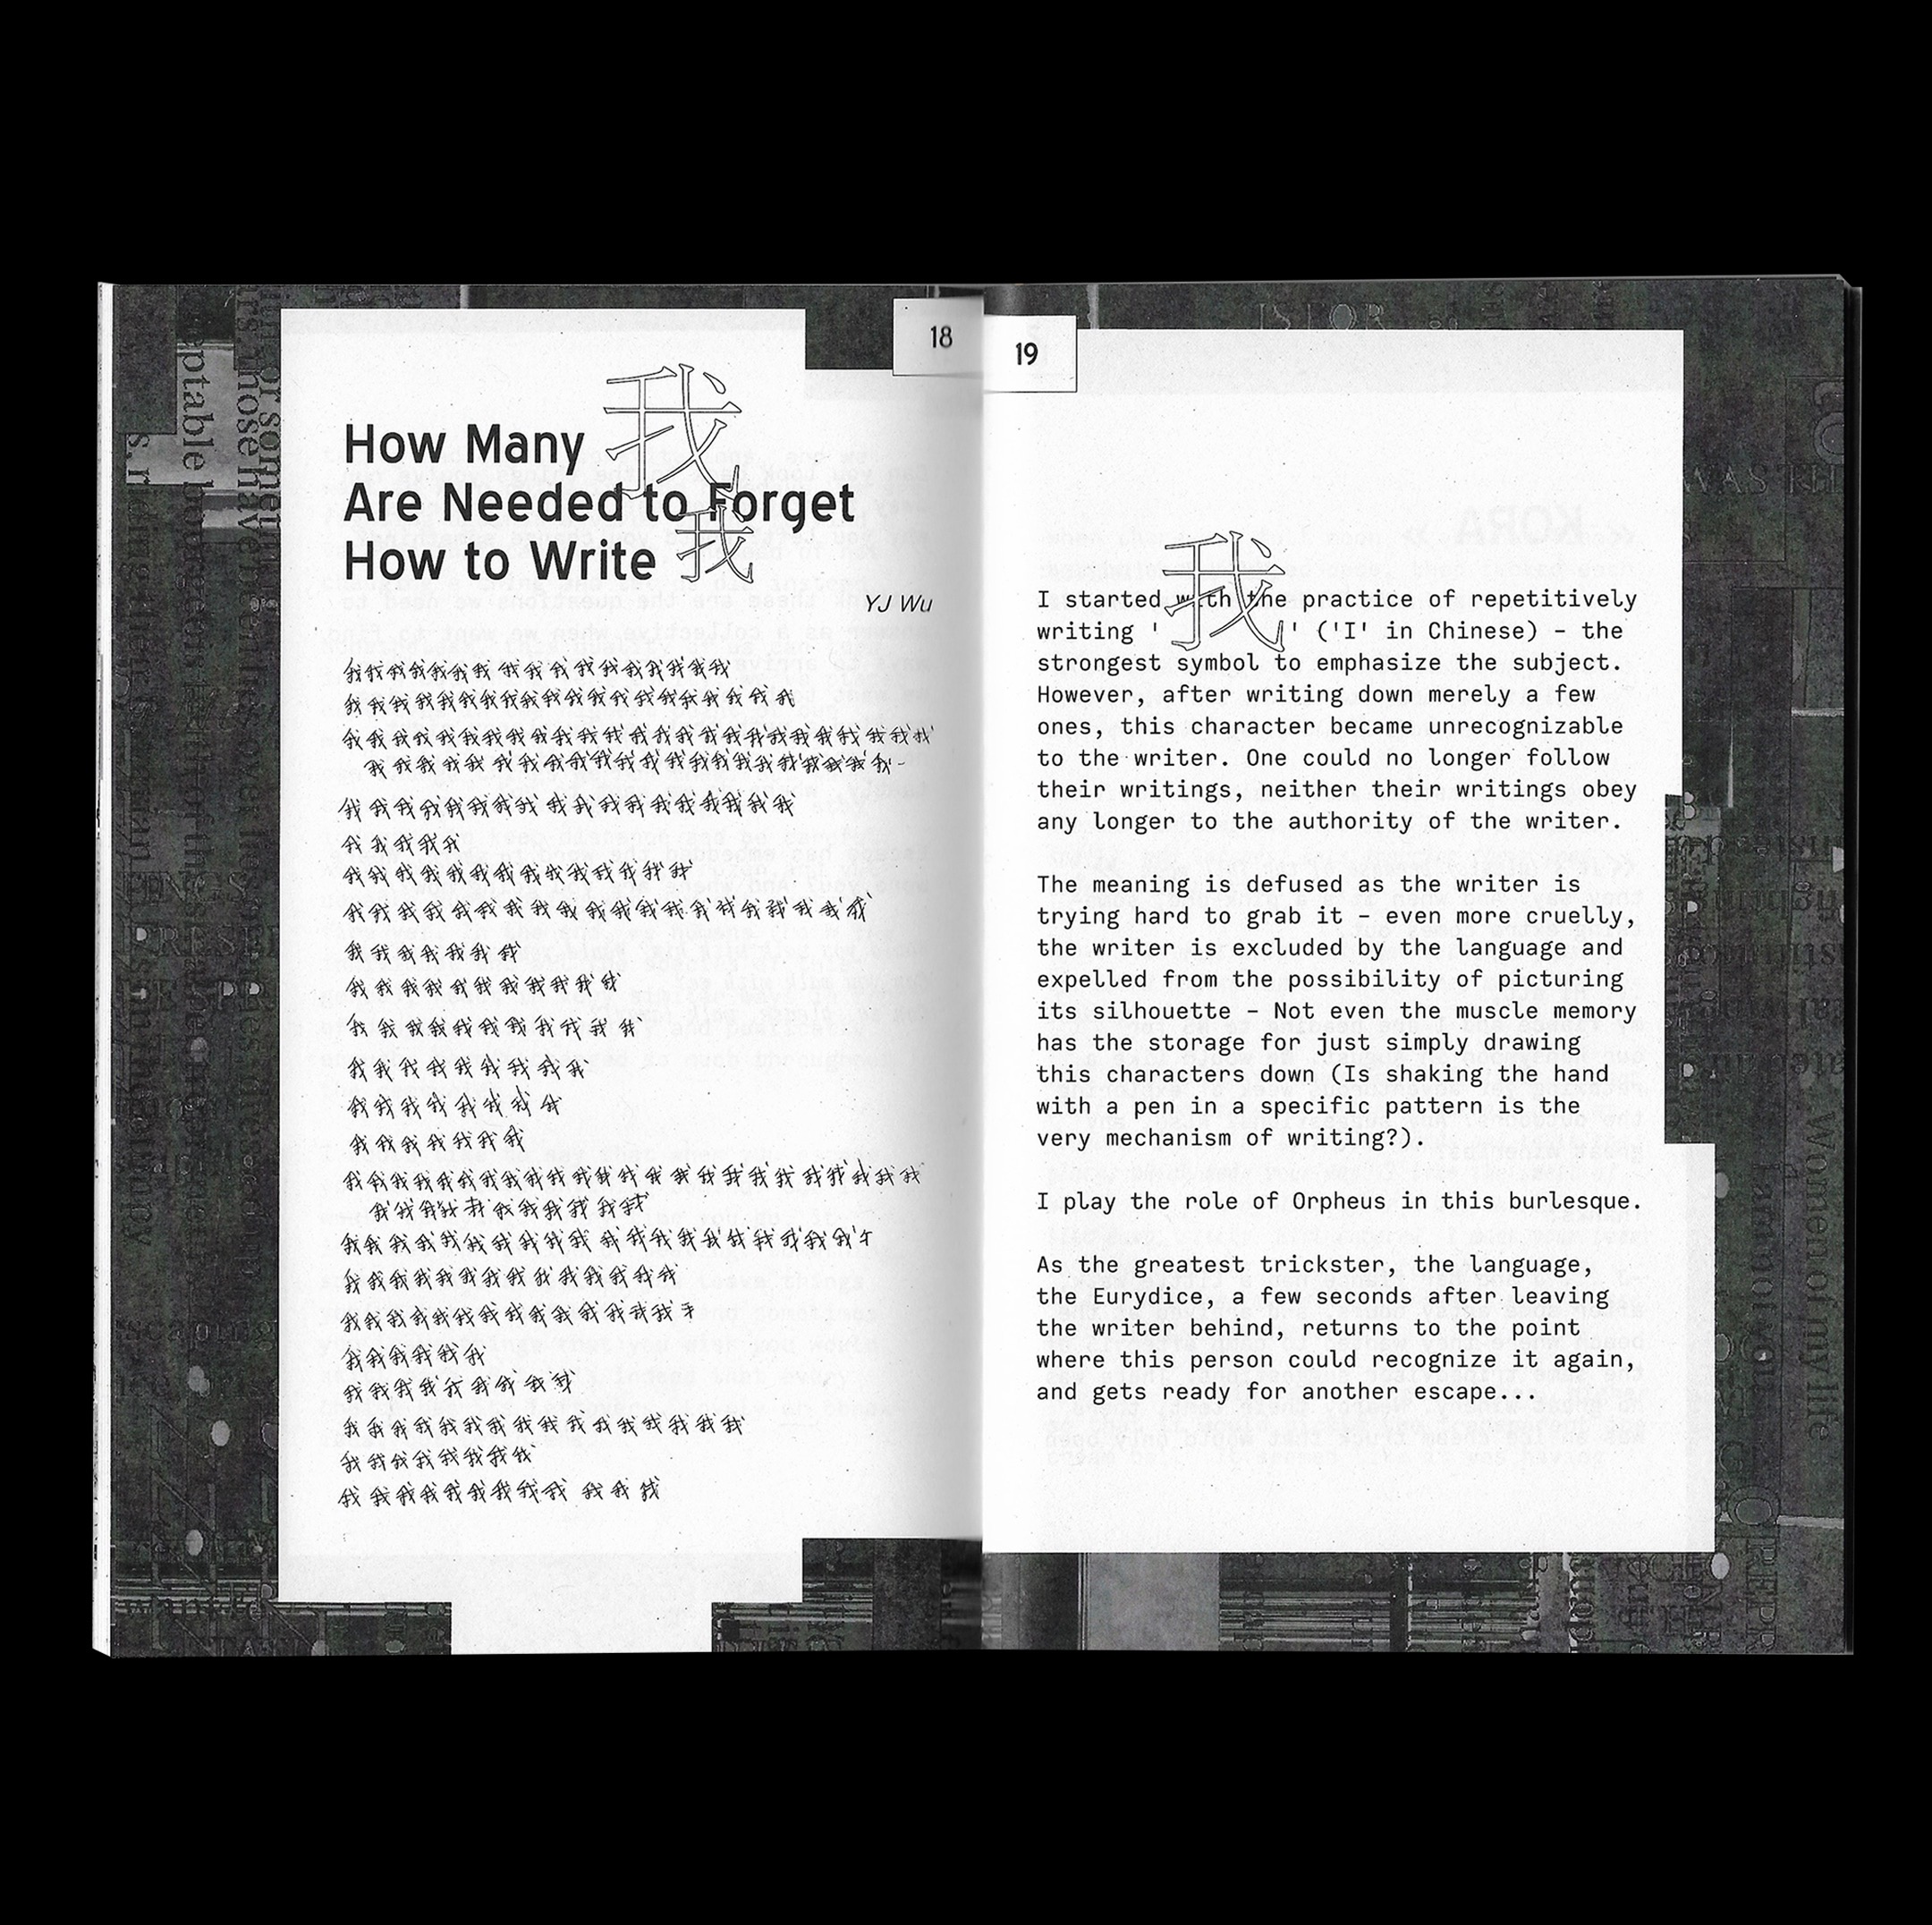 18
How Many 我
Are Needed to Forget
How to Write 我
YJ Wu
我我我我我我我我我我我我我我我我我
我我我我我我我我我我我我我我我我我我我我
我我我我我我我我我我我我我我我我我我我我我我我我我
我我我我我我我我我我我我我我我我我我我我我我
我我我我我我我我我我我我我我我我我我我
我我我我我
我我我我我我我我我我我我我我我
我我我我我我我我我我我我我我我我我我我我
我我我我我我我
我我我我我我我我我我我
我我我我我我我我我我我
我我我我我我我我我
我我我我我我我我
我我我我我我我
我我我我我我我我我我我我我我我我我我我我我我我
我我我我我我我我我我我
我我我我我我我我我我我我我我我我我我我我我
我我我我我我我我我我我我我我
我我我我我我我我我我我我我我
我我我我我我
我我我我我我我我我
我我我我我我我我我我我我我我我我
我我我我我我我我
我我我我我我我我我 我我我
19
I started with the practice of repetitively
writing '我' ('I' in Chinese) – the
strongest symbol to emphasize the subject.
However, after writing down merely a few
ones, this character became unrecognizable
to the writer. One could no longer follow
their writings, neither their writings obey
any longer to the authority of the writer.
The meaning is defused as the writer is
trying hard to grab it – even more cruelly,
the writer is excluded by the language and
expelled from the possibility of picturing
its silhouette – Not even the muscle memory
has the storage for just simply drawing
this characters down (Is shaking the hand
with a pen in a specific pattern is the
very mechanism of writing?).
I play the role of Orpheus in this burlesque.
As the greatest trickster, the language,
the Eurydice, a few seconds after leaving
the writer behind, returns to the point
where this person could recognize it again,
and gets ready for another escape...
Women of my life